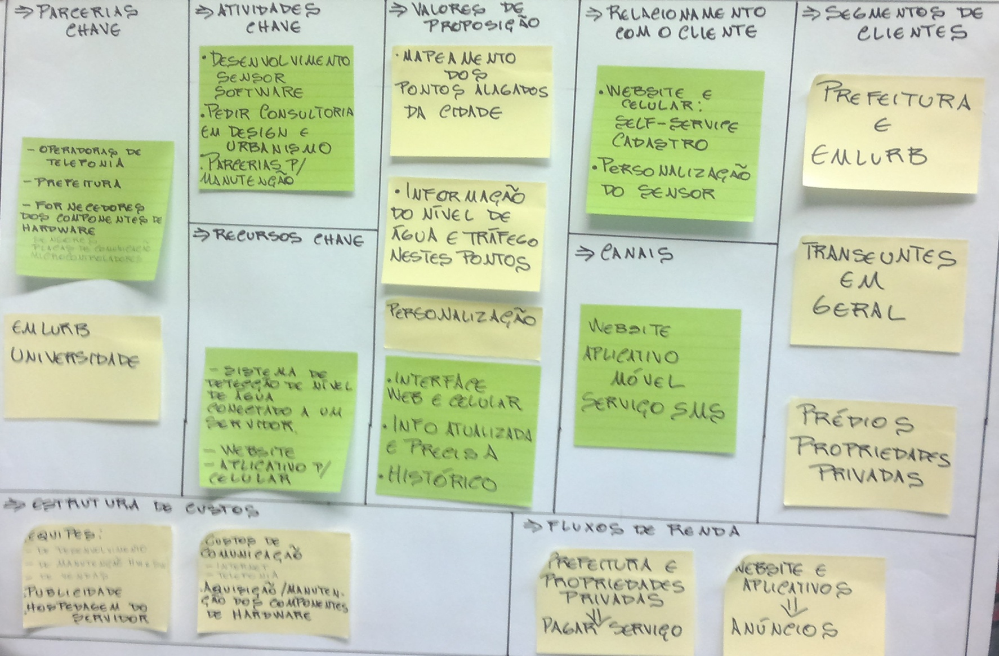 ⇒ PARCERIAS
CHAVE
- OPERADORAS DE
TELEFONIA
- PREFEITURA
- FORNECEDORES
DOS COMPONENTES DE
HARDWARE
SENSORES
PLACAS DE COMUNICAÇÃO
MICROCONTROLADORES
EMLURB
UNIVERSIDADE
⇒ ATIVIDADES
CHAVE
• DESENVOLVIMENTO
SENSOR
SOFTWARE
• PEDIR CONSULTORIA
EM DESIGN E
URBANISMO
• PARCERIAS P/
MANUTENÇÃO
⇒ RECURSOS CHAVE
- SISTEMA DE
DETECÇÃO DE NÍVEL
DE ÁGUA
CONECTADO A UM
SERVIDOR
- WEBSITE
- APLICATIVO P/
CELULAR
⇒ VALORES DE
PROPOSIÇÃO
• MAPEAMENTO
DOS
PONTOS ALAGADOS
DA CIDADE
• INFORMAÇÃO
DO NÍVEL DE
ÁGUA E TRÁFEGO
NESTES PONTOS
PERSONALIZAÇÃO
• INTERFACE
WEB E CELULAR
• INFO ATUALIZADA
E PRECISA
• HISTÓRICO
⇒ RELACIONAMENTO
COM O CLIENTE
• WEBSITE E
CELULAR:
SELF-SERVICE
CADASTRO
• PERSONALIZAÇÃO
DO SENSOR
⇒ CANAIS
WEBSITE
APLICATIVO
MÓVEL
SERVIÇO SMS
⇒ SEGMENTOS DE
CLIENTES
PREFEITURA
E
EMLURB
TRANSEUNTES
EM
GERAL
PRÉDIOS
PROPRIEDADES
PRIVADAS
⇒ ESTRUTURA DE CUSTOS
• EQUIPES:
- DE DESENVOLVIMENTO
- DE MANUTENÇÃO HW E SW
- DE VENDAS
• PUBLICIDADE
• HOSPEDAGEM DO
SERVIDOR
CUSTOS DE
COMUNICAÇÃO
- INTERNET
- TELEFONIA
• AQUISIÇÃO/MANUTEN-
ÇÃO DOS COMPONENTES
DE HARDWARE
⇒ FLUXOS DE RENDA
PREFEITURA E
PROPRIEDADES
PRIVADAS
⇓
PAGAR SERVIÇO
WEBSITE E
APLICATIVOS
⇓
ANÚNCIOS